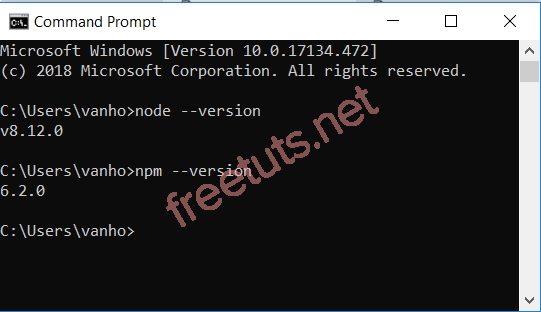 Command Prompt
Microsoft Windows [Version 10.0.17134.472]
(c) 2018 Microsoft Corporation. All rights reserved.
C:\Users\vanho>node --version
v8.12.0
C:\Users\vanho>npm --version
6.2.0
C:\Users\vanho>
freetuts.net